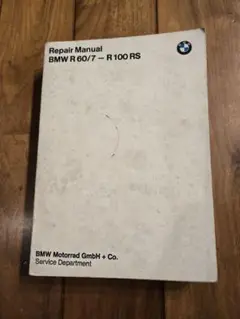 Repair Manual
BMW R 60/7 – R 100 RS
BMW Motorrad GmbH + Co.
Service Department